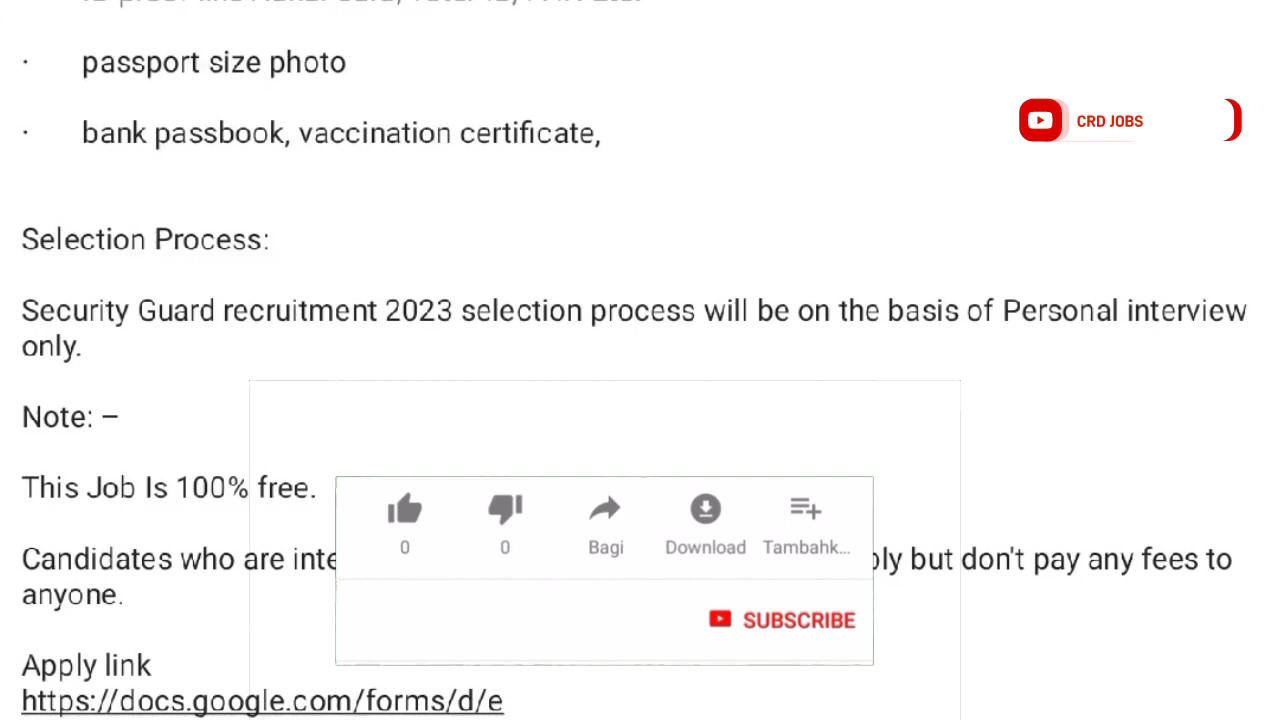 · passport size photo
CRD JOBS
· bank passbook, vaccination certificate,
Selection Process:
Security Guard recruitment 2023 selection process will be on the basis of Personal interview
only.
Note: –
This Job Is 100% free.
0 0 Bagi Download Tambahk...
Candidates who are but don't pay any fees to
anyone.
SUBSCRIBE
Apply link
https://docs.google.com/forms/d/e